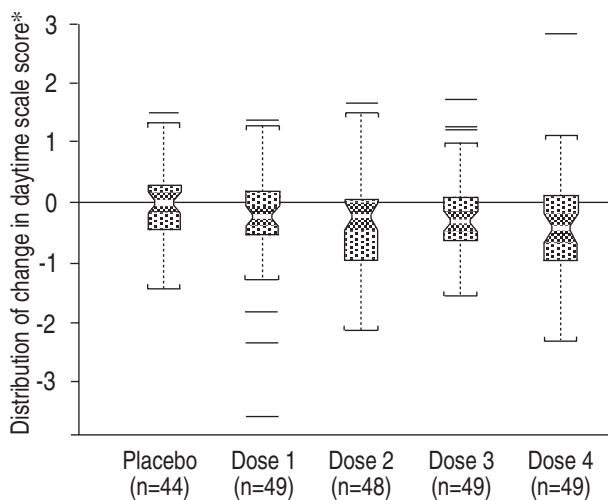 Distribution of change in daytime scale score*
3
2
1
0
-1
-2
-3
Placebo Dose 1 Dose 2 Dose 3 Dose 4
(n=44) (n=49) (n=48) (n=49) (n=49)